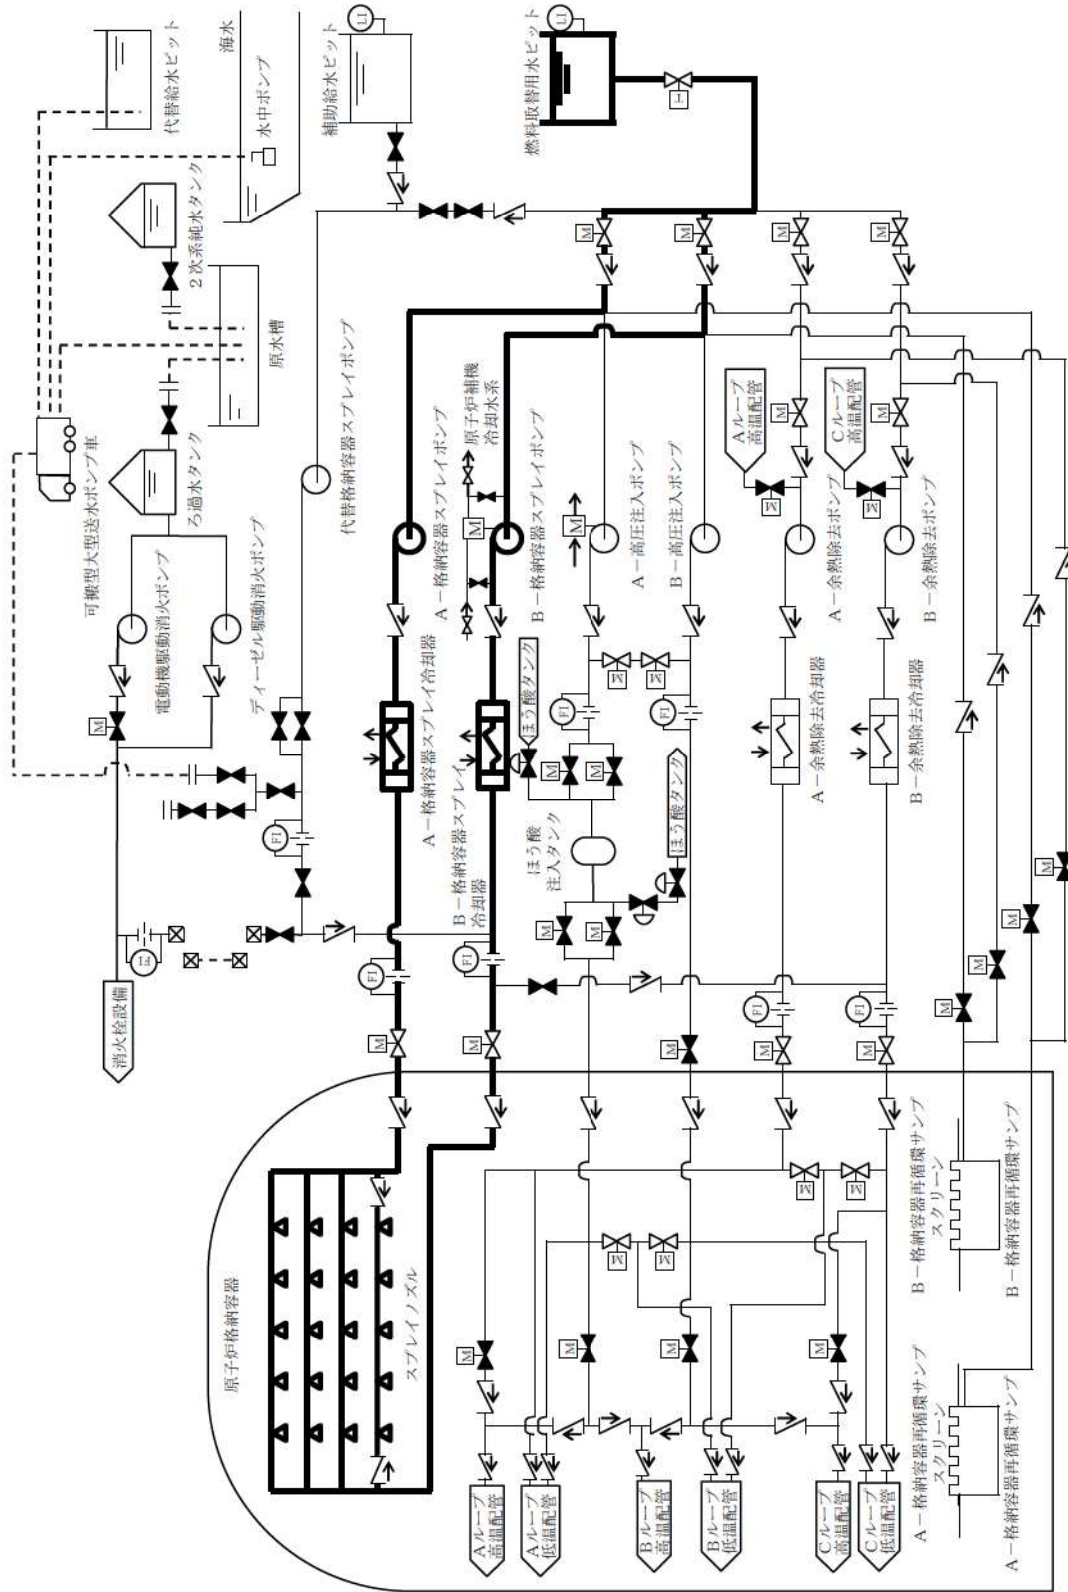 代替給水ピット
海水
水中ポンプ
2次系純水タンク
原水槽
可搬型大型送水ポンプ車
ろ過水タンク
電動機駆動消火ポンプ
ディーゼル駆動消火ポンプ
消火栓設備
FI
M
FI
LI
補助給水ピット
LI
燃料取替用水ピット
T
代替格納容器スプレイポンプ
A-格納容器スプレイポンプ
原子炉補機
冷却水系
M
B-格納容器スプレイポンプ
A-格納容器スプレイ冷却器
B-格納容器スプレイ
冷却器
FI
FI
M
M
M
M
M
M
M
A-高圧注入ポンプ
B-高圧注入ポンプ
M
M
FI
FI
ほう酸タンク
M
M
ほう酸
注入タンク
ほう酸タンク
M
M
M
Aループ
高温配管
M
M
Cループ
高温配管
M
M
A-余熱除去ポンプ
B-余熱除去ポンプ
A-余熱除去冷却器
B-余熱除去冷却器
FI
FI
M
M
M
M
M
M
原子炉格納容器
スプレイノズル
M
M
M
M
M
M
M
M
Aループ
高温配管
Aループ
低温配管
Bループ
高温配管
Bループ
低温配管
Cループ
高温配管
Cループ
低温配管
B-格納容器再循環サンプ
スクリーン
B-格納容器再循環サンプ
A-格納容器再循環サンプ
スクリーン
A-格納容器再循環サンプ